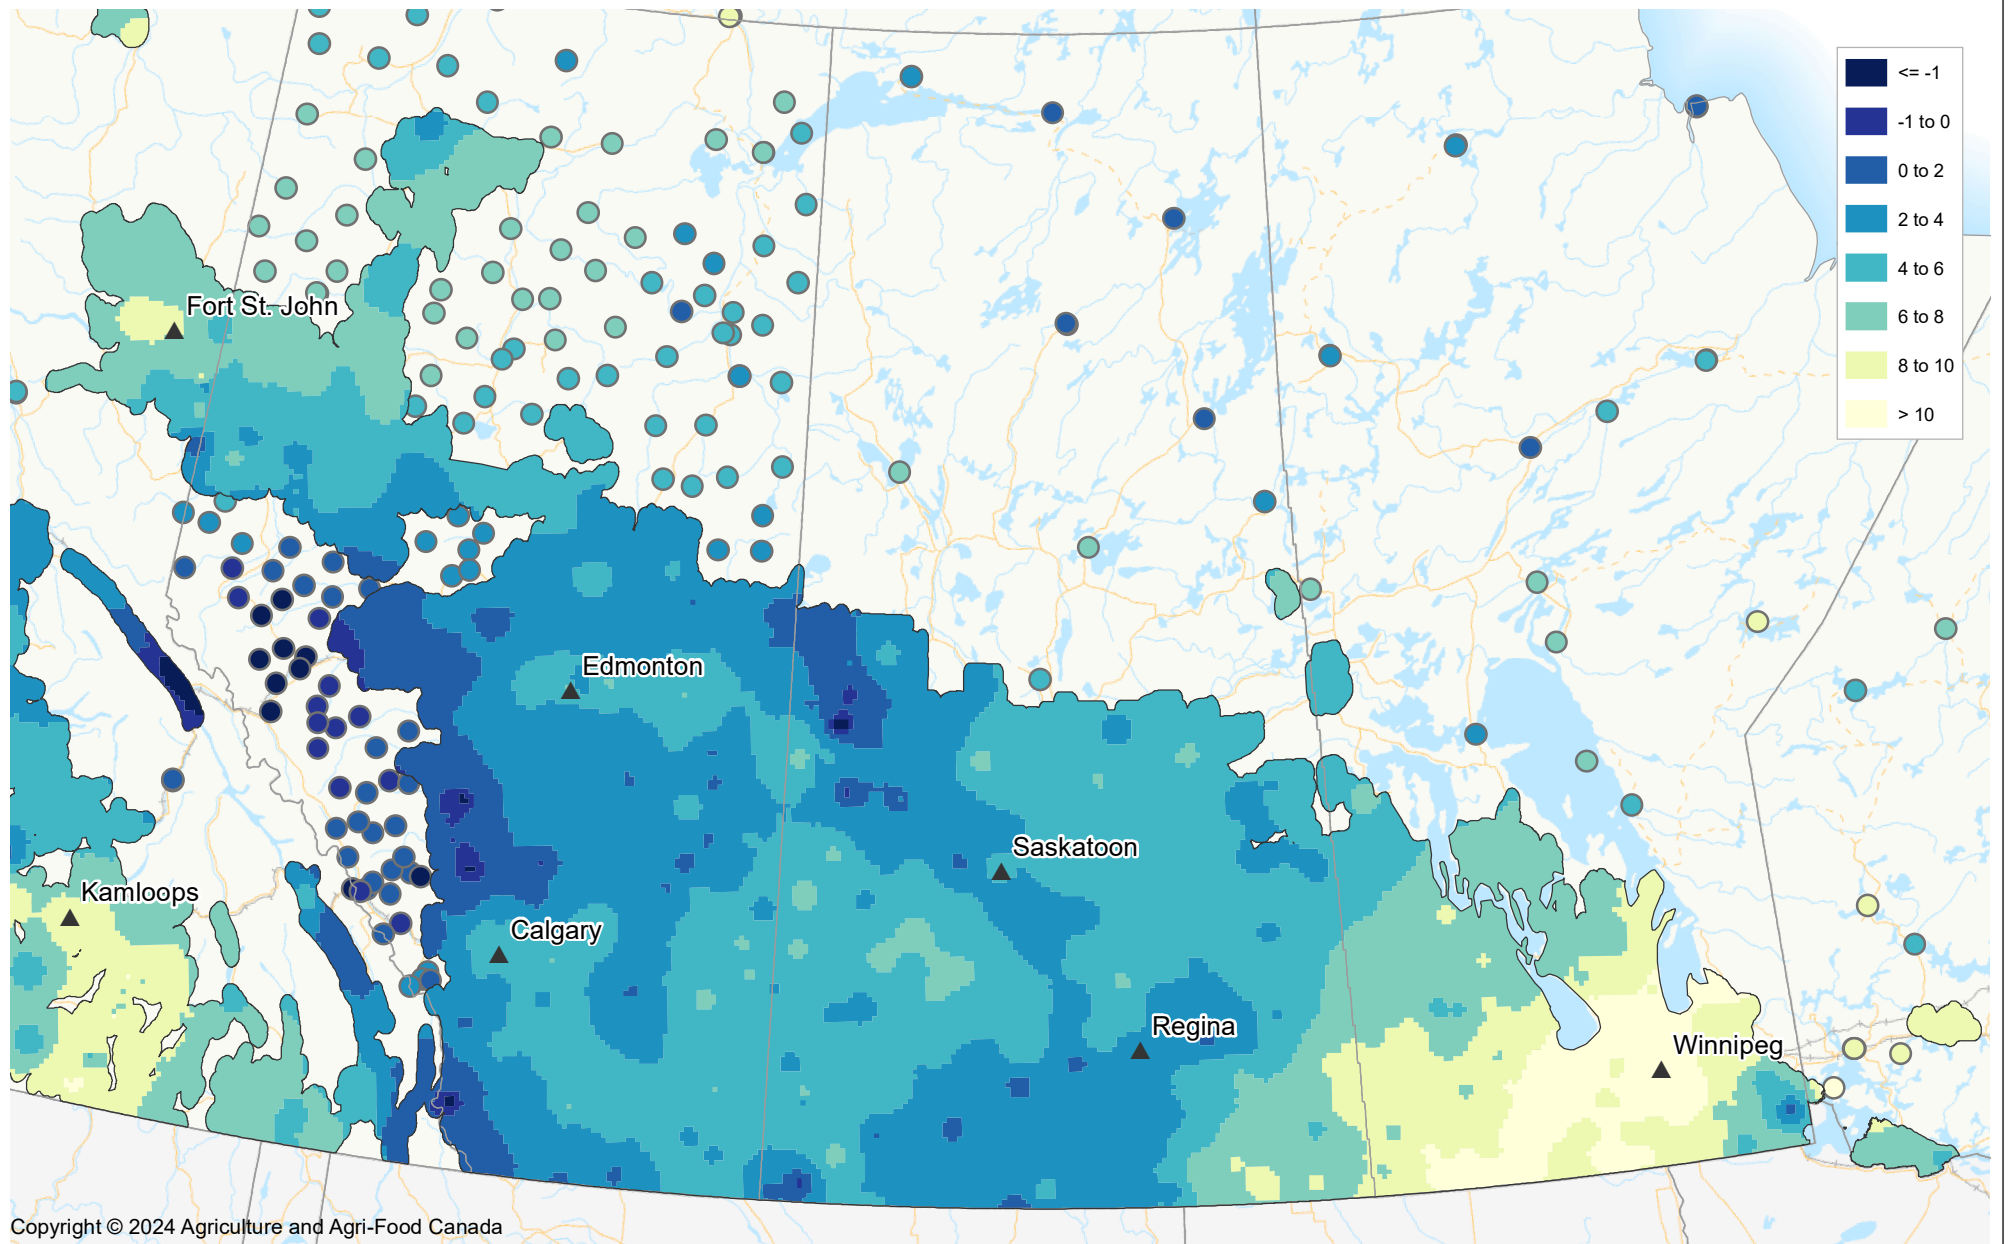 <= -1
-1 to 0
0 to 2
2 to 4
4 to 6
6 to 8
8 to 10
> 10
Fort St. John
Edmonton
Saskatoon
Kamloops
Calgary
Regina
Winnipeg
Copyright © 2024 Agriculture and Agri-Food Canada